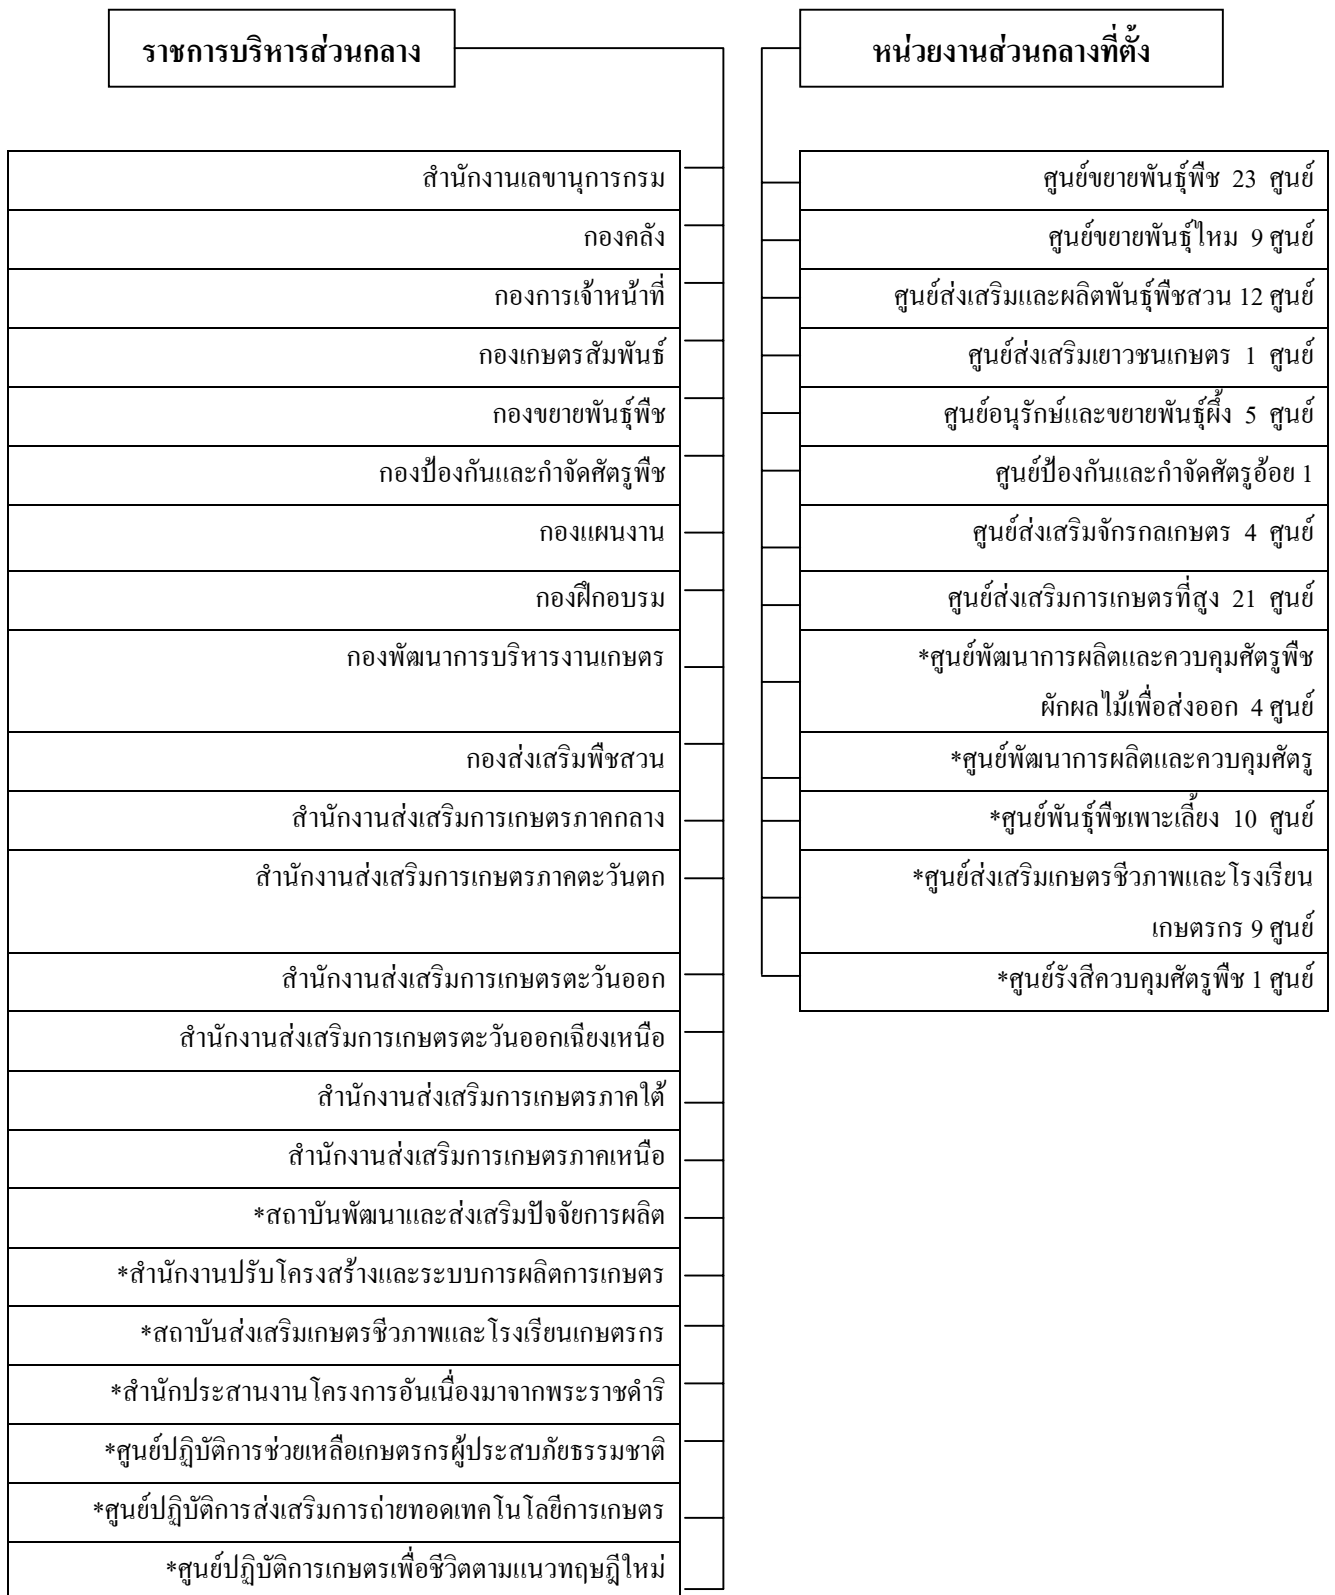 ราชการบริหารส่วนกลาง
สำนักงานเลขานุการกรม
กองคลัง
กองการเจ้าหน้าที่
กองเกษตรสัมพันธ์
กองขยายพันธุ์พืช
กองป้องกันและกำจัดศัตรูพืช
กองแผนงาน
กองฝึกอบรม
กองพัฒนาการบริหารงานเกษตร
กองส่งเสริมพืชสวน
สำนักงานส่งเสริมการเกษตรภาคกลาง
สำนักงานส่งเสริมการเกษตรภาคตะวันตก
สำนักงานส่งเสริมการเกษตรตะวันออก
สำนักงานส่งเสริมการเกษตรตะวันออกเฉียงเหนือ
สำนักงานส่งเสริมการเกษตรภาคใต้
สำนักงานส่งเสริมการเกษตรภาคเหนือ
*สถาบันพัฒนาและส่งเสริมปัจจัยการผลิต
*สำนักงานปรับโครงสร้างและระบบการผลิตการเกษตร
*สถาบันส่งเสริมเกษตรชีวภาพและโรงเรียนเกษตรกร
*สำนักประสานงานโครงการอันเนื่องมาจากพระราชดำริ
*ศูนย์ปฏิบัติการช่วยเหลือเกษตรกรผู้ประสบภัยธรรมชาติ
*ศูนย์ปฏิบัติการส่งเสริมการถ่ายทอดเทคโนโลยีการเกษตร
*ศูนย์ปฏิบัติการเกษตรเพื่อชีวิตตามแนวทฤษฎีใหม่
หน่วยงานส่วนกลางที่ตั้ง
ศูนย์ขยายพันธุ์พืช 23 ศูนย์
ศูนย์ขยายพันธุ์ไหม 9 ศูนย์
ศูนย์ส่งเสริมและผลิตพันธุ์พืชสวน 12 ศูนย์
ศูนย์ส่งเสริมเยาวชนเกษตร 1 ศูนย์
ศูนย์อนุรักษ์และขยายพันธุ์ผึ้ง 5 ศูนย์
ศูนย์ป้องกันและกำจัดศัตรูอ้อย 1
ศูนย์ส่งเสริมจักรกลเกษตร 4 ศูนย์
ศูนย์ส่งเสริมการเกษตรที่สูง 21 ศูนย์
*ศูนย์พัฒนาการผลิตและควบคุมศัตรูพืช
ผักผลไม้เพื่อส่งออก 4 ศูนย์
*ศูนย์พัฒนาการผลิตและควบคุมศัตรู
*ศูนย์พันธุ์พืชเพาะเลี้ยง 10 ศูนย์
*ศูนย์ส่งเสริมเกษตรชีวภาพและโรงเรียน
เกษตรกร 9 ศูนย์
*ศูนย์รังสีควบคุมศัตรูพืช 1 ศูนย์